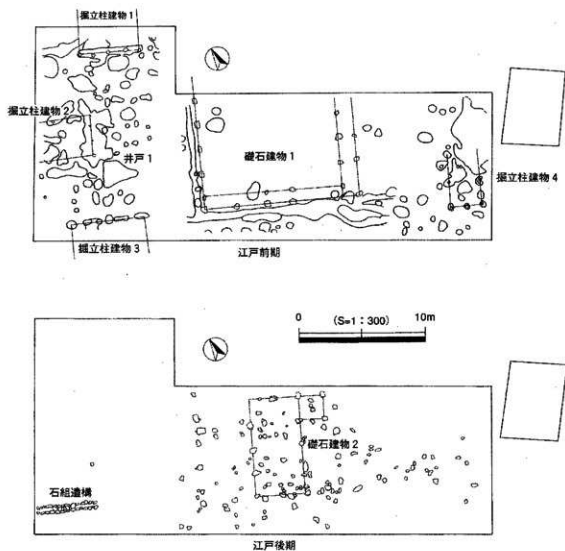 掘立柱建物1
掘立柱建物2
井戸1
礎石建物1
掘立柱建物4
掘立柱建物3
江戸前期
0 (S=1:300) 10m
礎石建物2
石組遺構
江戸後期